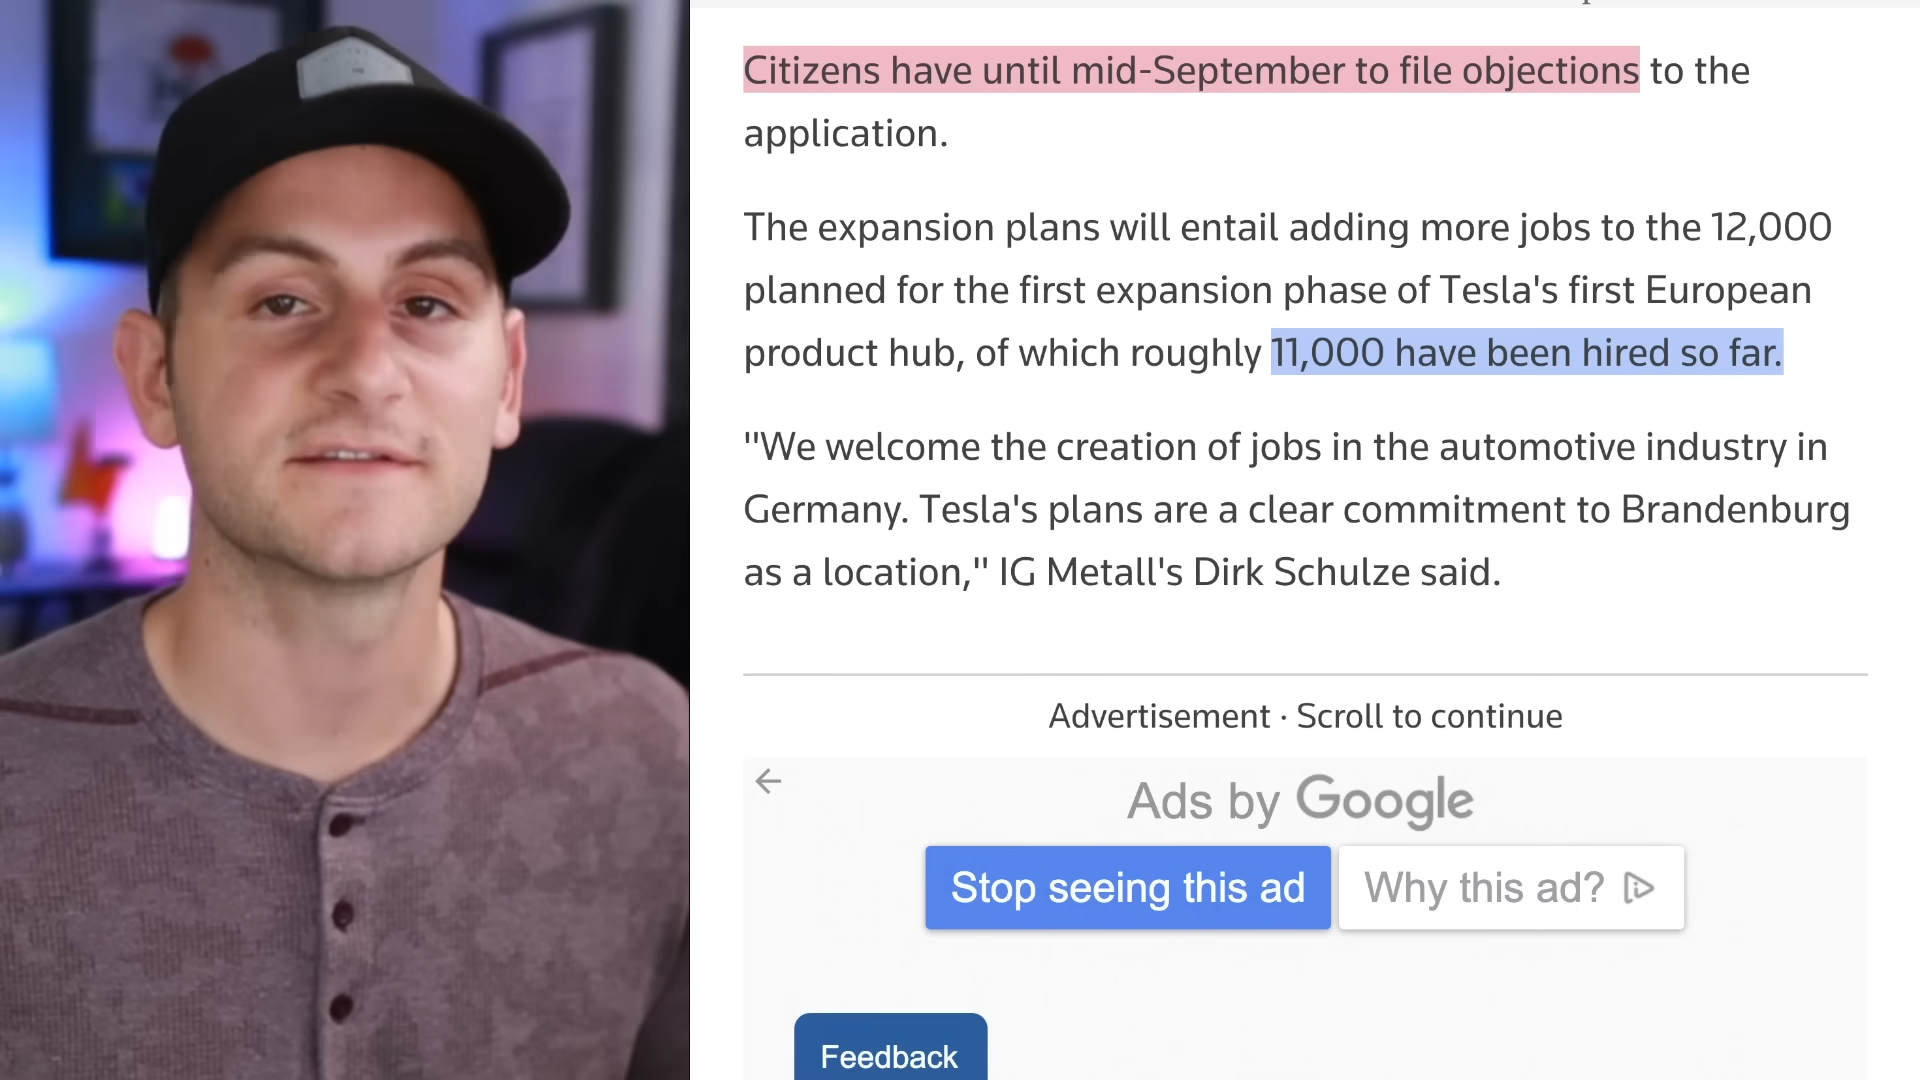 Citizens have until mid-September to file objections to the
application.
The expansion plans will entail adding more jobs to the 12,000
planned for the first expansion phase of Tesla's first European
product hub, of which roughly 11,000 have been hired so far.
"We welcome the creation of jobs in the automotive industry in
Germany. Tesla's plans are a clear commitment to Brandenburg
as a location," IG Metall's Dirk Schulze said.
Advertisement · Scroll to continue
Ads by Google
Stop seeing this ad
Why this ad?
Feedback